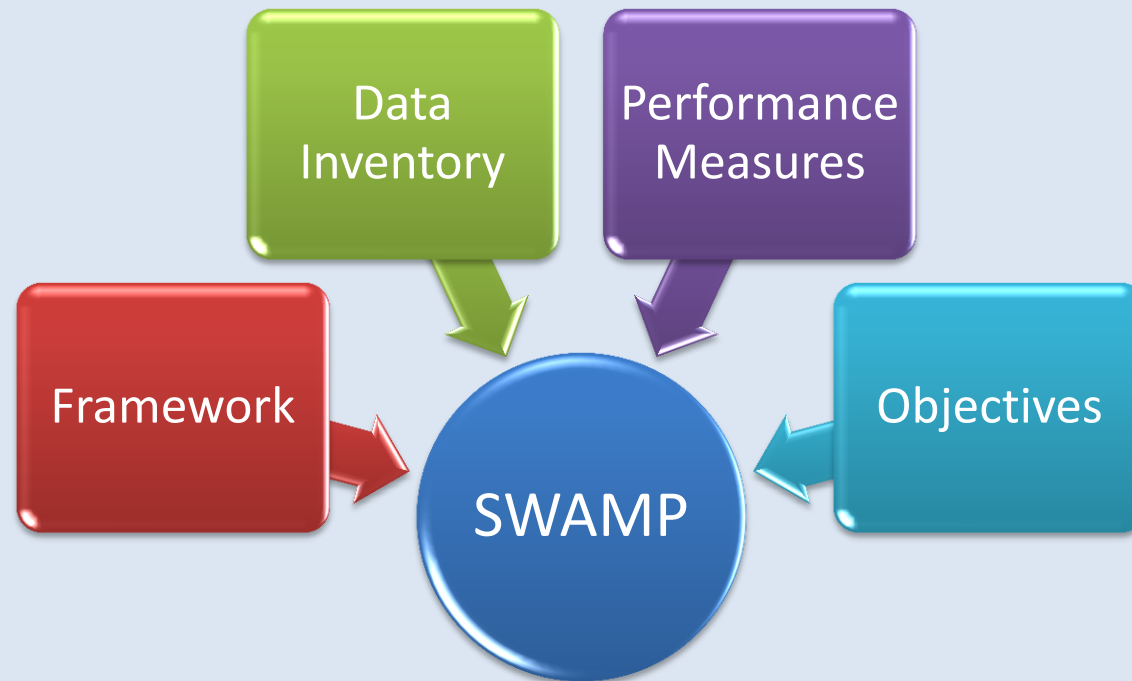 Data
Inventory
Performance
Measures
Framework
Objectives
SWAMP